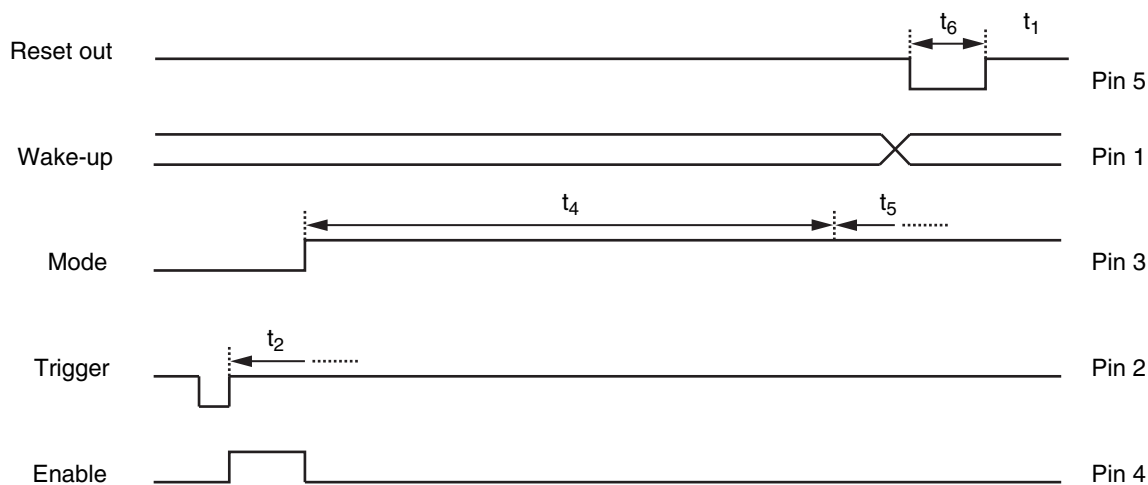 t₆ t₁
Reset out
Pin 5
Wake-up Pin 1
t₄ t₅
Mode Pin 3
t₂
Trigger Pin 2
Enable Pin 4